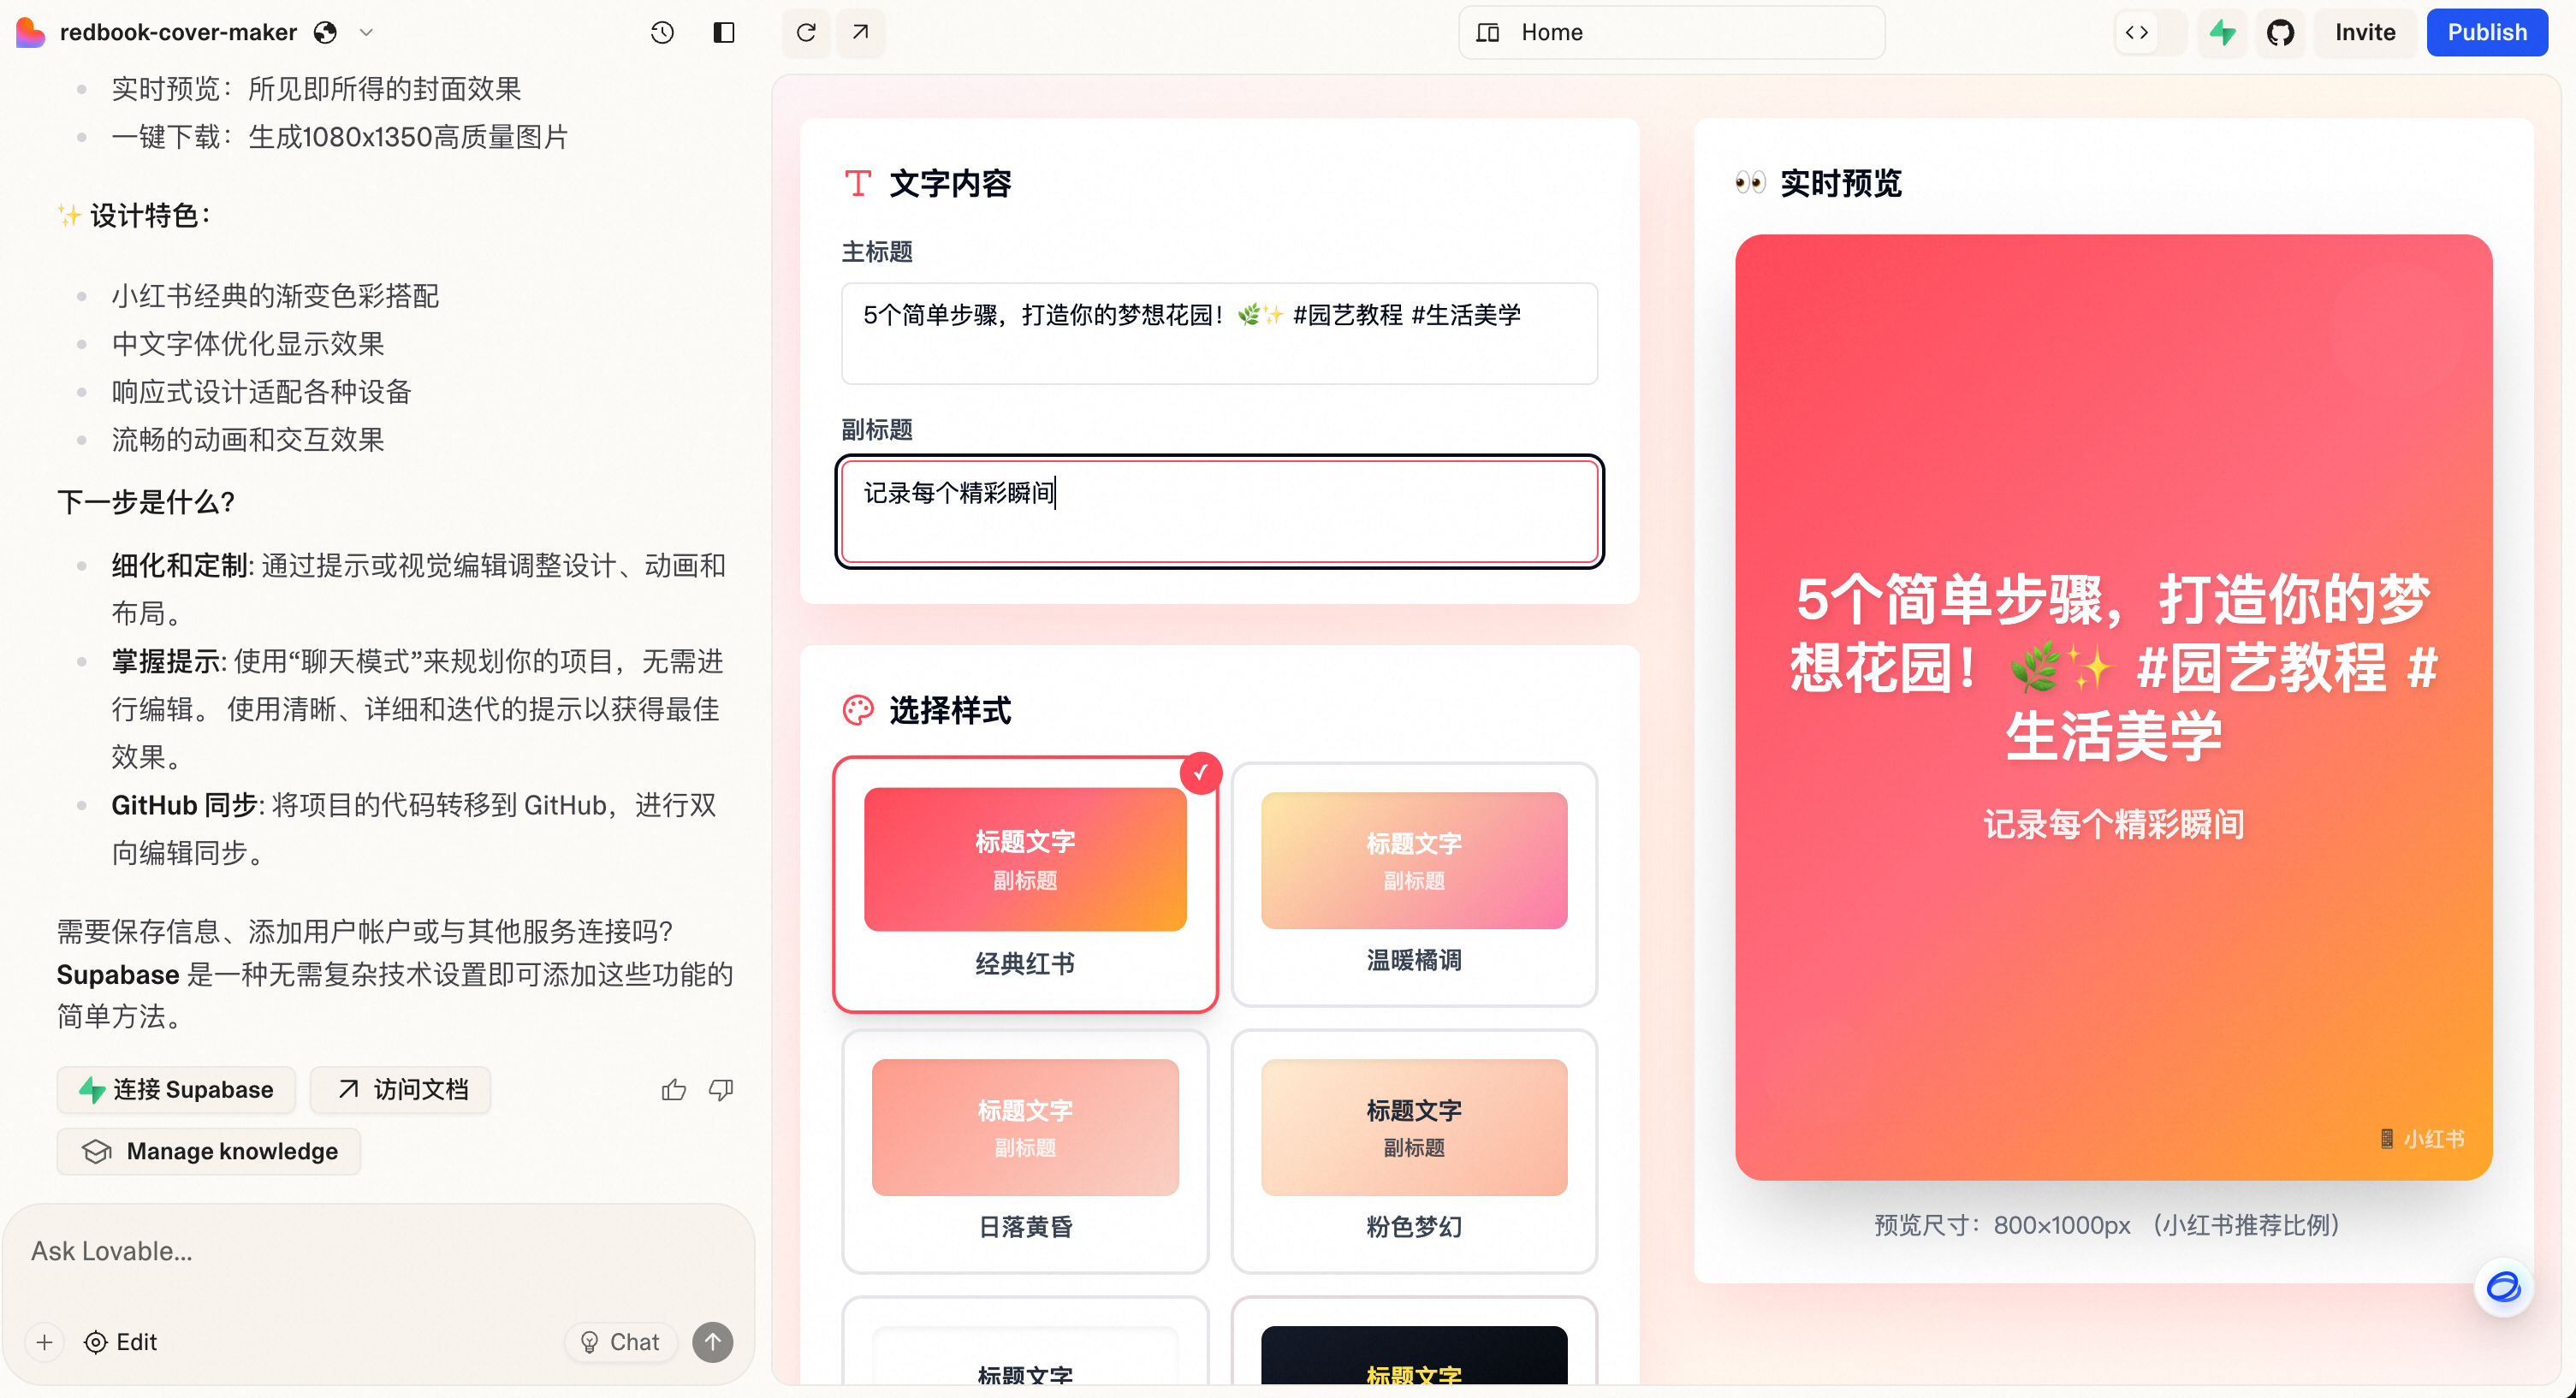 redbook-cover-maker
Home
Invite
Publish
实时预览：所见即所得的封面效果
一键下载：生成1080x1350高质量图片
✨ 设计特色：
小红书经典的渐变色彩搭配
中文字体优化显示效果
响应式设计适配各种设备
流畅的动画和交互效果
下一步是什么？
细化和定制: 通过提示或视觉编辑调整设计、动画和
布局。
掌握提示: 使用“聊天模式”来规划你的项目，无需进
行编辑。 使用清晰、详细和迭代的提示以获得最佳
效果。
GitHub 同步: 将项目的代码转移到 GitHub，进行双
向编辑同步。
需要保存信息、添加用户帐户或与其他服务连接吗？
Supabase 是一种无需复杂技术设置即可添加这些功能的
简单方法。
连接 Supabase
访问文档
Manage knowledge
Ask Lovable...
Edit
Chat
文字内容
主标题
5个简单步骤，打造你的梦想花园！🌿✨ #园艺教程 #生活美学
副标题
记录每个精彩瞬间
选择样式
标题文字
副标题
经典红书
标题文字
副标题
温暖橘调
标题文字
副标题
日落黄昏
标题文字
副标题
粉色梦幻
标题文字
标题文字
👀 实时预览
5个简单步骤，打造你的梦
想花园！🌿✨ #园艺教程 #
生活美学
记录每个精彩瞬间
📱 小红书
预览尺寸：800x1000px （小红书推荐比例）